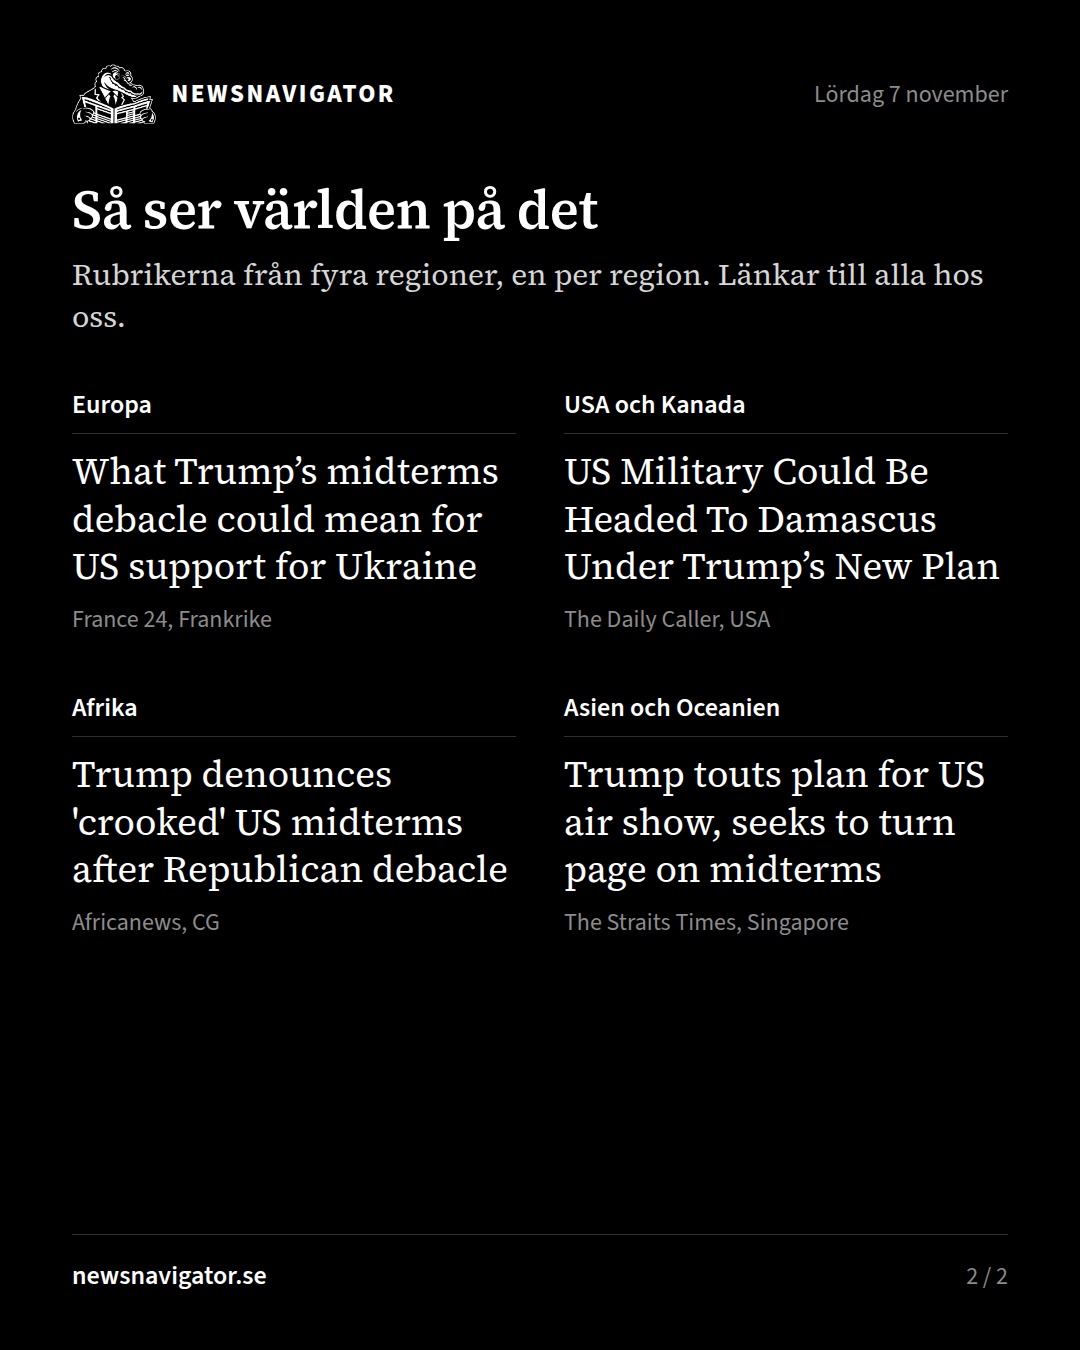 NEWSNAVIGATOR
Lördag 7 november
Så ser världen på det
Rubrikerna från fyra regioner, en per region. Länkar till alla hos
oss.
Europa
What Trump’s midterms
debacle could mean for
US support for Ukraine
France 24, Frankrike
USA och Kanada
US Military Could Be
Headed To Damascus
Under Trump’s New Plan
The Daily Caller, USA
Afrika
Trump denounces
'crooked' US midterms
after Republican debacle
Africanews, CG
Asien och Oceanien
Trump touts plan for US
air show, seeks to turn
page on midterms
The Straits Times, Singapore
newsnavigator.se
2 / 2